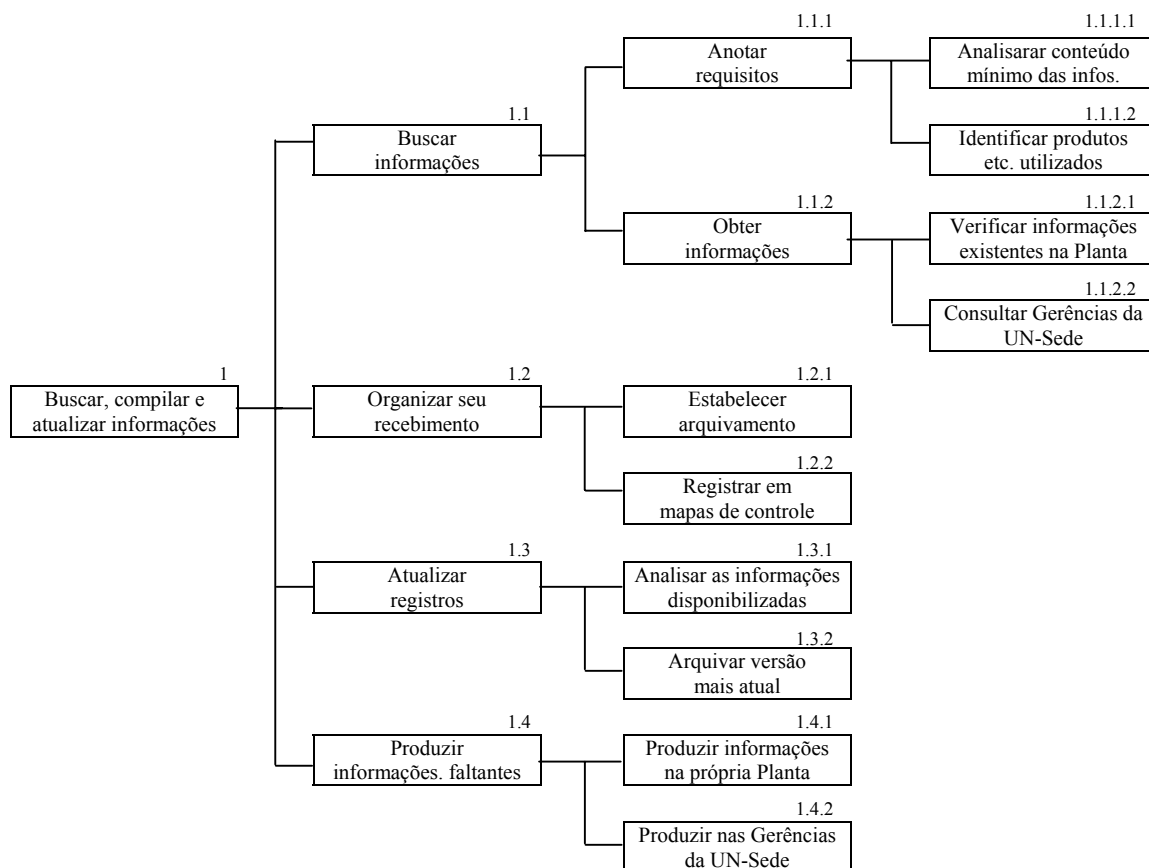 1.1.1
Anotar
requisitos
1.1.1.1
Analisarar conteúdo
mínimo das infos.
1.1.1.2
Identificar produtos
etc. utilizados
1.1
Buscar
informações
1.1.2
Obter
informações
1.1.2.1
Verificar informações
existentes na Planta
1.1.2.2
Consultar Gerências da
UN-Sede
1
Buscar, compilar e
atualizar informações
1.2
Organizar seu
recebimento
1.2.1
Estabelecer
arquivamento
1.2.2
Registrar em
mapas de controle
1.3
Atualizar
registros
1.3.1
Analisar as informações
disponibilizadas
1.3.2
Arquivar versão
mais atual
1.4
Produzir
informações. faltantes
1.4.1
Produzir informações
na própria Planta
1.4.2
Produzir nas Gerências
da UN-Sede